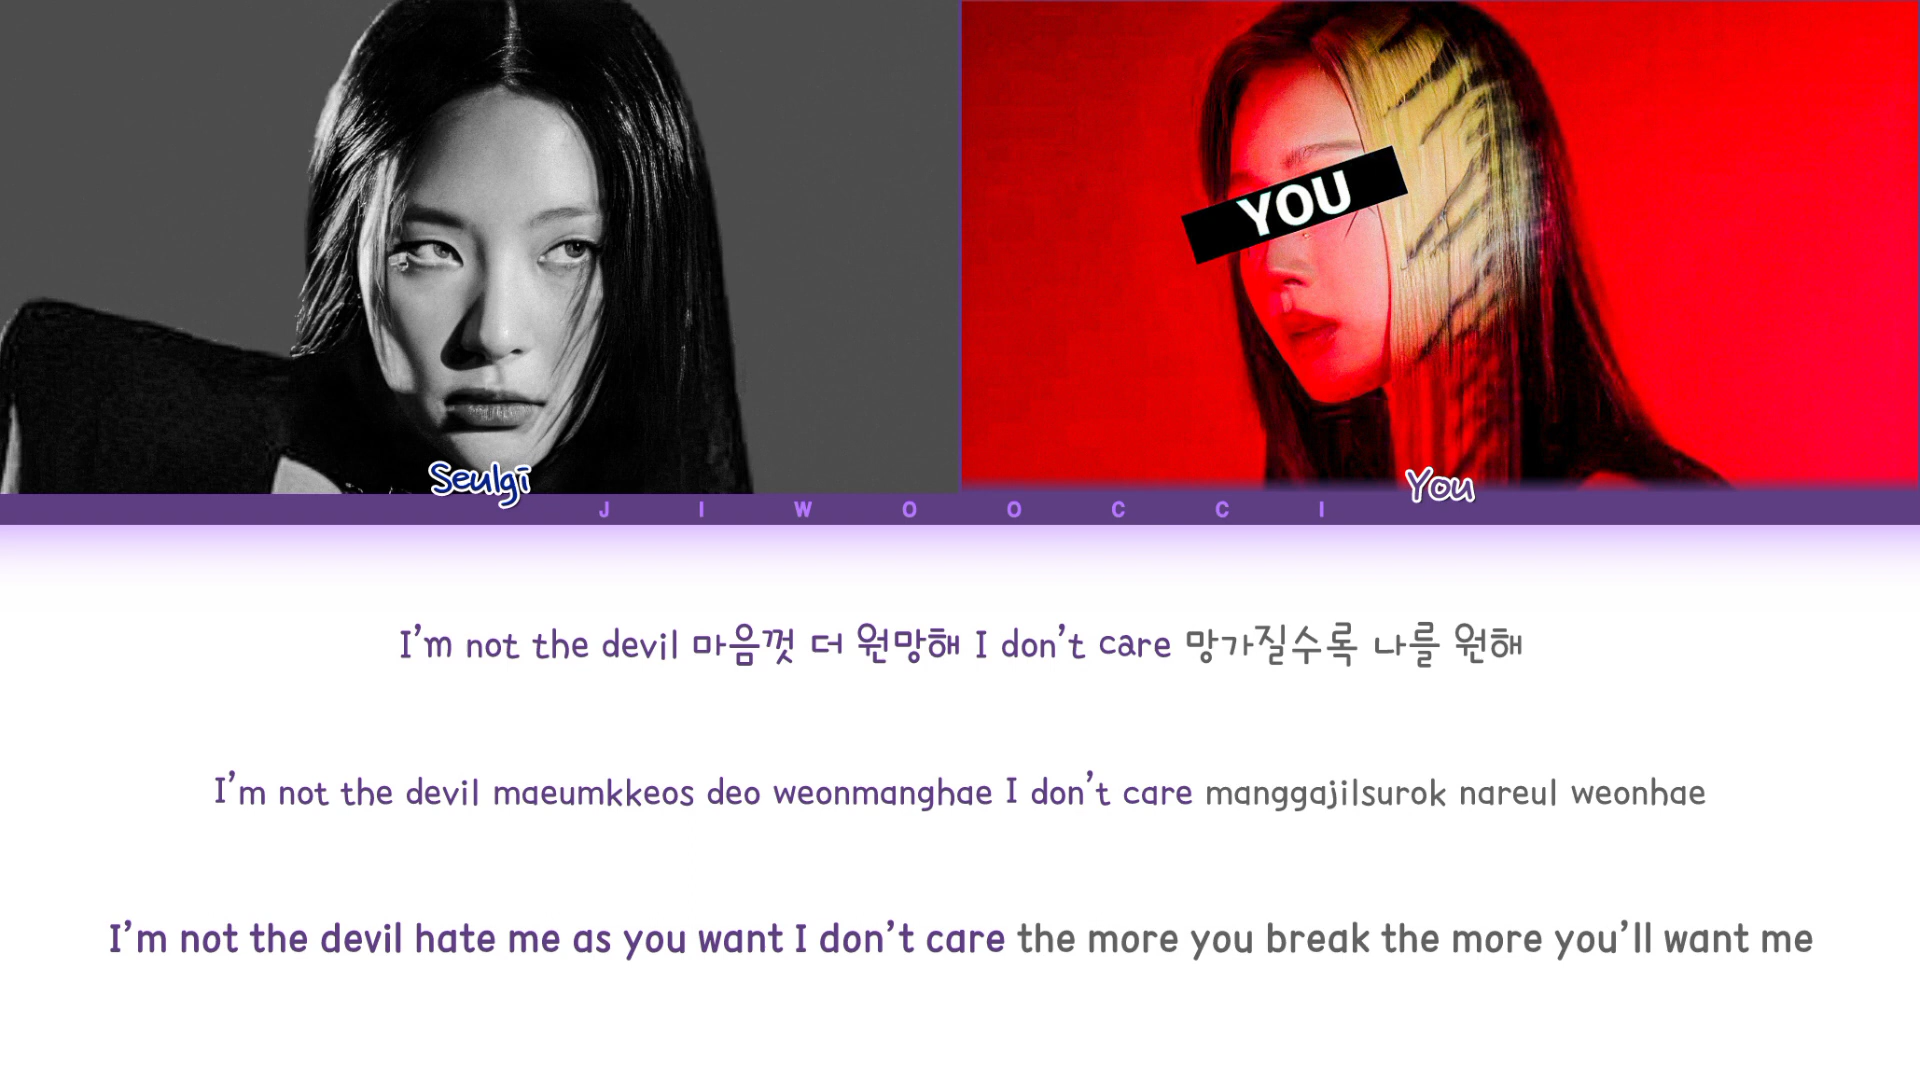 YOU
Seulgi
You
J I W O O C C I
I'm not the devil 마음껏 더 원망해 I don't care 망가질수록 나를 원해
I'm not the devil maeumkkeos deo weonmanghae I don't care manggajilsurok nareul weonhae
I'm not the devil hate me as you want I don't care the more you break the more you'll want me